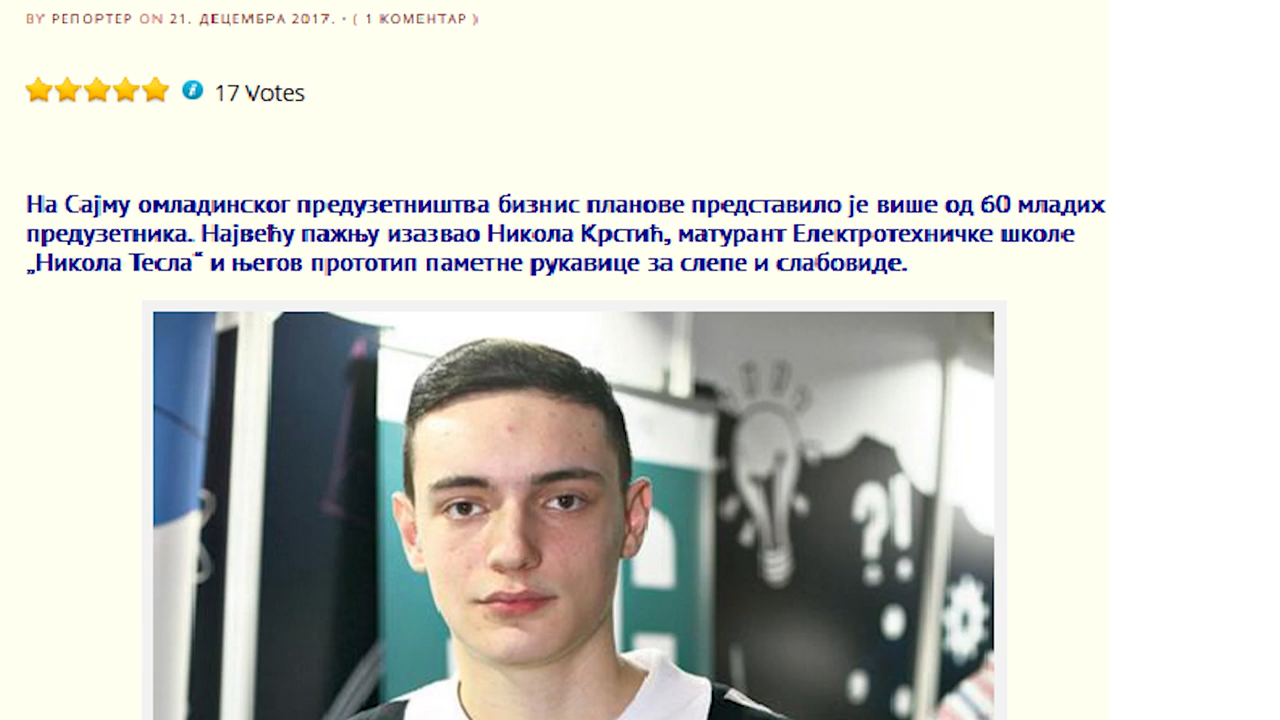 BY РЕПОРТЕР ON 21. ДЕЦЕМБРА 2017. • ( 1 КОМЕНТАР )
17 Votes
На Сајму омладинског предузетништва бизнис планове представило је више од 60 младих
предузетника. Највећу пажњу изазвао Никола Крстић, матурант Електротехничке школе
„Никола Тесла“ и његов прототип паметне рукавице за слепе и слабовиде.
?!